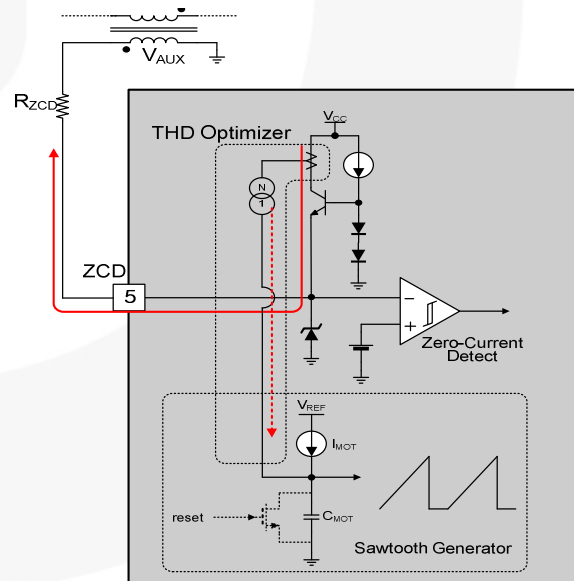 VAUX
RZCD
THD Optimizer
VCC
N
1
ZCD
5
Zero-Current
Detect
VREF
IMOT
reset
CMOT
Sawtooth Generator